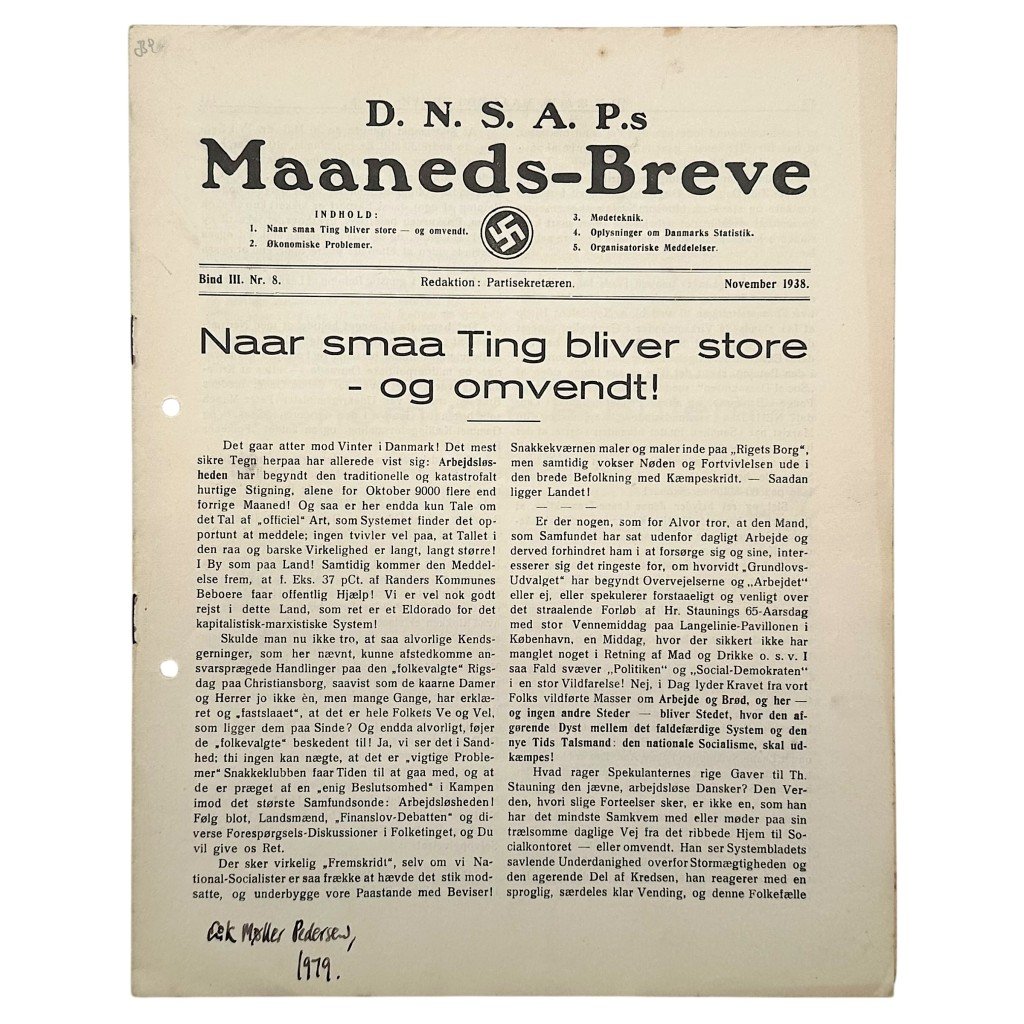 D. N. S. A. P.s
Maaneds-Breve
INDHOLD:
1. Naar smaa Ting bliver store — og omvendt.
2. Økonomiske Problemer.
3. Mødeteknik.
4. Oplysninger om Danmarks Statistik.
5. Organisatoriske Meddelelser.
Bind III. Nr. 8.
Redaktion: Partisekretæren.
November 1938.
Naar smaa Ting bliver store
- og omvendt!
Det gaar atter mod Vinter i Danmark! Det mest
sikre Tegn herpaa har allerede vist sig: Arbejdsløs-
heden har begyndt den traditionelle og katastrofalt
hurtige Stigning, alene for Oktober 9000 flere end
forrige Maaned! Og saa er her endda kun Tale om
det Tal af „officiel“ Art, som Systemet finder det op-
portunt at meddele; ingen tvivler vel paa, at Tallet i
den raa og barske Virkelighed er langt, langt større!
I By som paa Land! Samtidig kommer den Meddel-
else frem, at f. Eks. 37 pCt. af Randers Kommunes
Beboere faar offentlig Hjælp! Vi er vel nok godt
rejst i dette Land, som ret er et Eldorado for det
kapitalistisk-marxistiske System!
Skulde man nu ikke tro, at saa alvorlige Kends-
gerninger, som her nævnt, kunne afstedkomme an-
svarsprægede Handlinger paa den „folkevalgte“ Rigs-
dag paa Christiansborg, saavist som de kaarne Damer
og Herrer jo ikke èn, men mange Gange, har erklæ-
ret og „fastslaaet“, at det er hele Folkets Ve og Vel,
som ligger dem paa Sinde? Og endda alvorligt, føjer
de „folkevalgte“ beskedent til! Ja, vi ser det i Sand-
hed; thi ingen kan nægte, at det er „vigtige Proble-
mer“ Snakkeklubben faar Tiden til at gaa med, og at
de er præget af en „enig Beslutsomhed“ i Kampen
imod det største Samfundsonde: Arbejdsløsheden!
Følg blot, Landsmænd, „Finanslov-Debatten“ og di-
verse Forespørgsels-Diskussioner i Folketinget, og Du
vil give os Ret.
Der sker virkelig „Fremskridt“, selv om vi Na-
tional-Socialister er saa frække at hævde det stik mod-
satte, og underbygge vore Paastande med Beviser!
Snakkekværnen maler og maler inde paa „Rigets Borg“,
men samtidig vokser Nøden og Fortvivlelsen ude i
den brede Befolkning med Kæmpeskridt. — Saadan
ligger Landet!
— — —
Er der nogen, som for Alvor tror, at den Mand,
som Samfundet har sat udenfor dagligt Arbejde og
derved forhindret ham i at forsørge sig og sine, inter-
esserer sig det ringeste for, om hvorvidt „Grundlovs-
Udvalget“ har begyndt Overvejelserne og „Arbejdet“
eller ej, eller spekulerer forstaaeligt og venligt over
det straalende Forløb af Hr. Staunings 65-Aarsdag
med stor Vennemiddag paa Langelinie-Pavillonen i
København, en Middag, hvor der sikkert ikke har
manglet noget i Retning af Mad og Drikke o. s. v. I
saa Fald svæver „Politiken“ og „Social-Demokraten“
i en stor Vildfarelse! Nej, i Dag lyder Kravet fra vort
Folks vildførte Masser om Arbejde og Brød, og her —
og ingen andre Steder — bliver Stedet, hvor den af-
gørende Dyst mellem det faldefærdige System og den
nye Tids Talsmand: den nationale Socialisme, skal ud-
kæmpes!
Hvad rager Spekulanternes rige Gaver til Th.
Stauning den jævne, arbejdsløse Dansker? Den Ver-
den, hvori slige Forteelser sker, er ikke en, som han
har det mindste Samkvem med eller møder paa sin
trælsomme daglige Vej fra det ribbede Hjem til So-
cialkontoret — eller omvendt. Han ser Systembladets
savlende Underdanighed overfor Stormægtigheden og
den agerende Del af Kredsen, han reagerer med en
sproglig, særdeles klar Vending, og denne Folkefælle
Møller Pedersen,
1979.